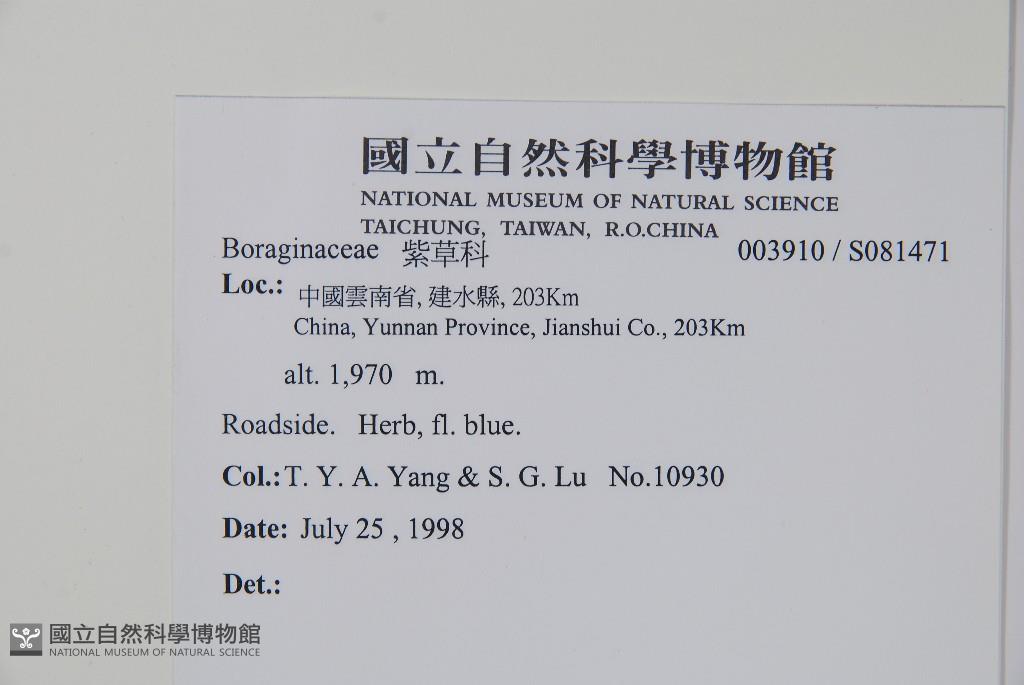 國立自然科學博物館
NATIONAL MUSEUM OF NATURAL SCIENCE
TAICHUNG, TAIWAN, R.O.CHINA
Boraginaceae 紫草科 003910 / S081471
Loc.: 中國雲南省, 建水縣, 203Km
China, Yunnan Province, Jianshui Co., 203Km
alt. 1,970 m.
Roadside. Herb, fl. blue.
Col.: T. Y. A. Yang & S. G. Lu No.10930
Date: July 25 , 1998
Det.:
國立自然科學博物館
NATIONAL MUSEUM OF NATURAL SCIENCE